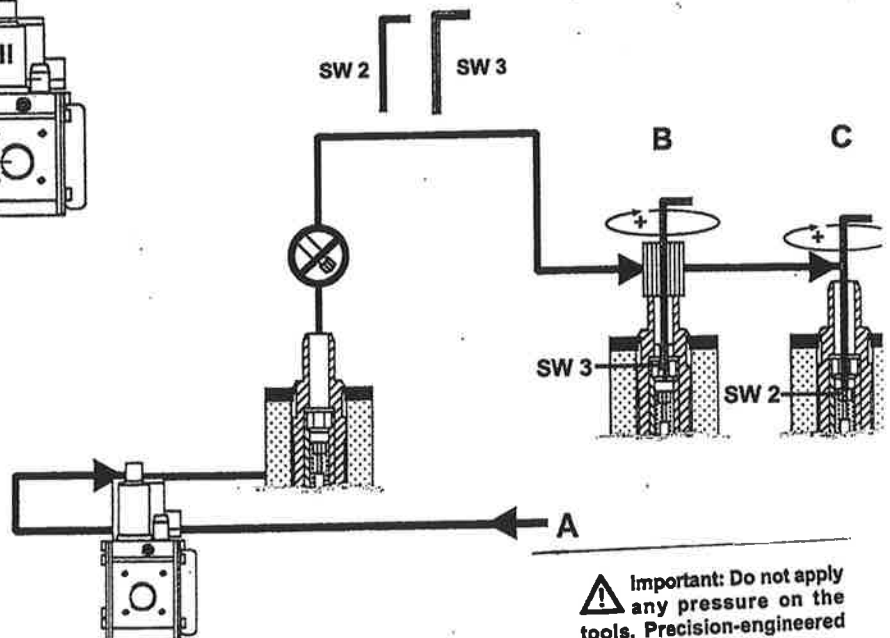 II
SW 2
SW 3
B
C
+
+
SW 3
SW 2
A
Important: Do not apply
any pressure on the
tools. Precision-engineered